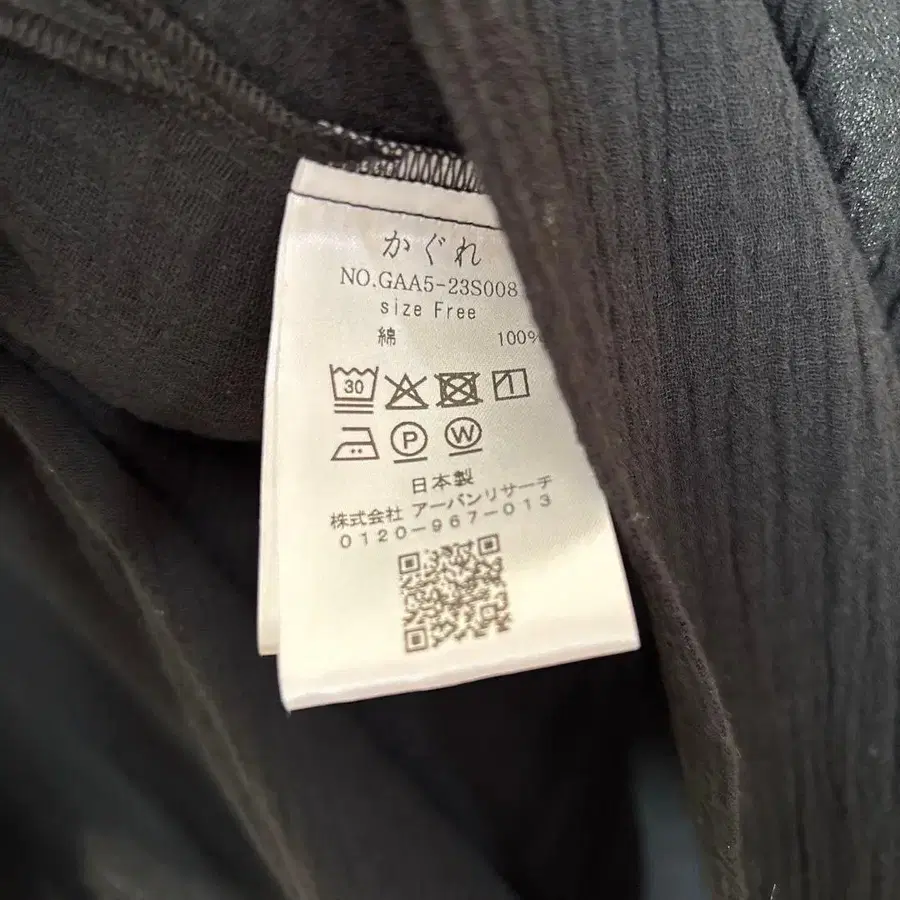 かぐれ
NO.GAA5-23S008
size Free
綿 100%
30
P W
日本製
株式会社 アーバンリサーチ
0120-967-013